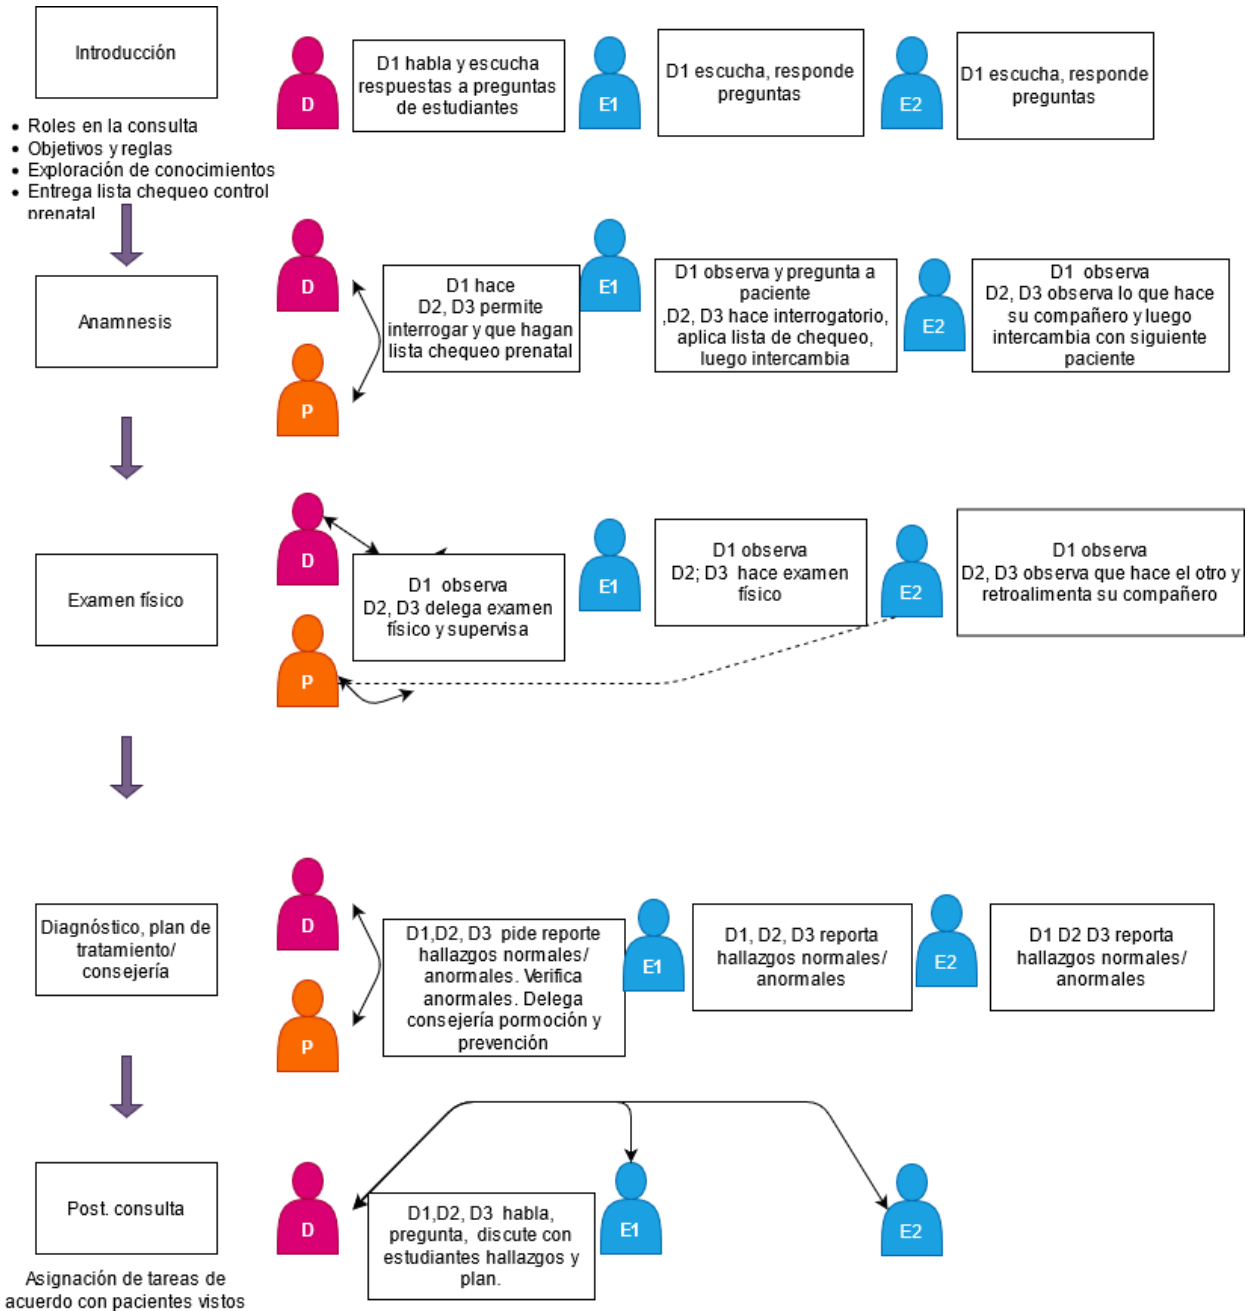 Introducción
D
D1 habla y escucha
respuestas a preguntas
de estudiantes
E1
D1 escucha, responde
preguntas
E2
D1 escucha, responde
preguntas
Roles en la consulta
Objetivos y reglas
Exploración de conocimientos
Entrega lista chequeo control
prenatal
Anamnesis
D
P
D1 hace
D2, D3 permite
interrogar y que hagan
lista chequeo prenatal
E1
D1 observa y pregunta a
paciente
,D2, D3 hace interrogatorio,
aplica lista de chequeo,
luego intercambia
E2
D1 observa
D2, D3 observa lo que hace
su compañero y luego
intercambia con siguiente
paciente
Examen físico
D
P
D1 observa
D2, D3 delega examen
físico y supervisa
E1
D1 observa
D2; D3 hace examen
físico
E2
D1 observa
D2, D3 observa que hace el otro y
retroalimenta su compañero
Diagnóstico, plan de
tratamiento/
consejería
D
P
D1,D2, D3 pide reporte
hallazgos normales/
anormales. Verifica
anormales. Delega
consejería pormoción y
prevención
E1
D1, D2, D3 reporta
hallazgos normales/
anormales
E2
D1 D2 D3 reporta
hallazgos normales/
anormales
Post. consulta
D
D1,D2, D3 habla,
pregunta, discute con
estudiantes hallazgos y
plan.
E1
E2
Asignación de tareas de
acuerdo con pacientes vistos